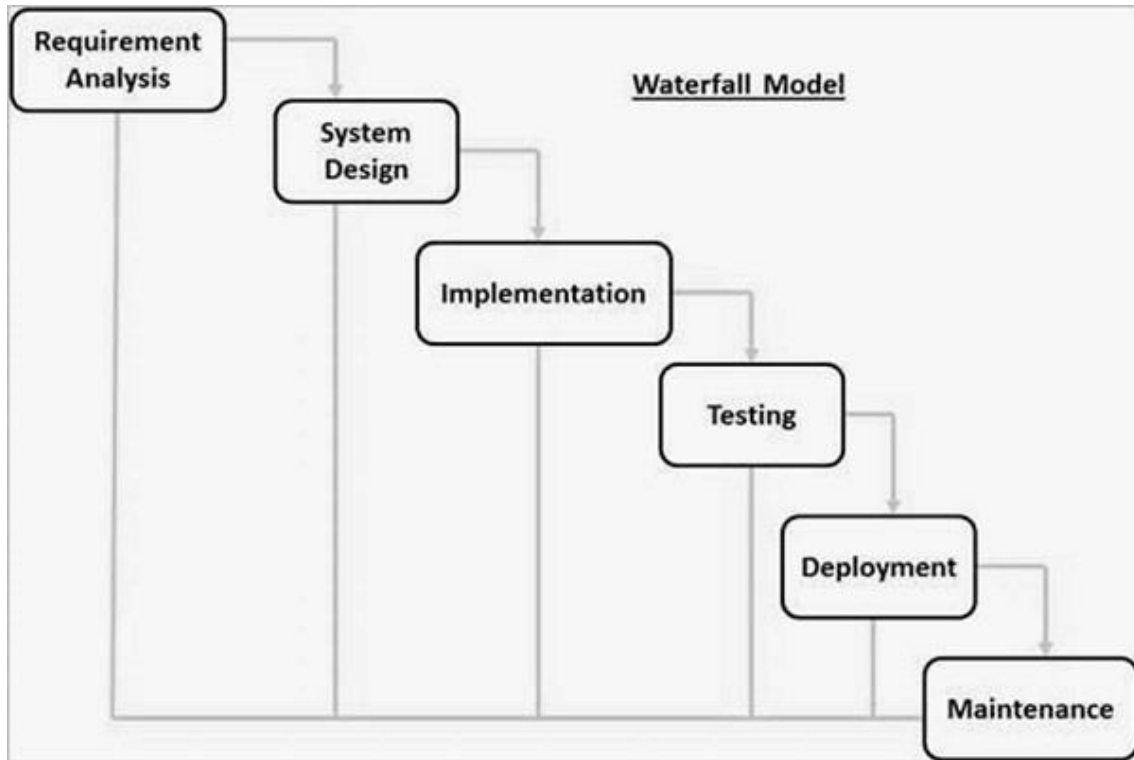 Requirement
Analysis
Waterfall Model
System
Design
Implementation
Testing
Deployment
Maintenance